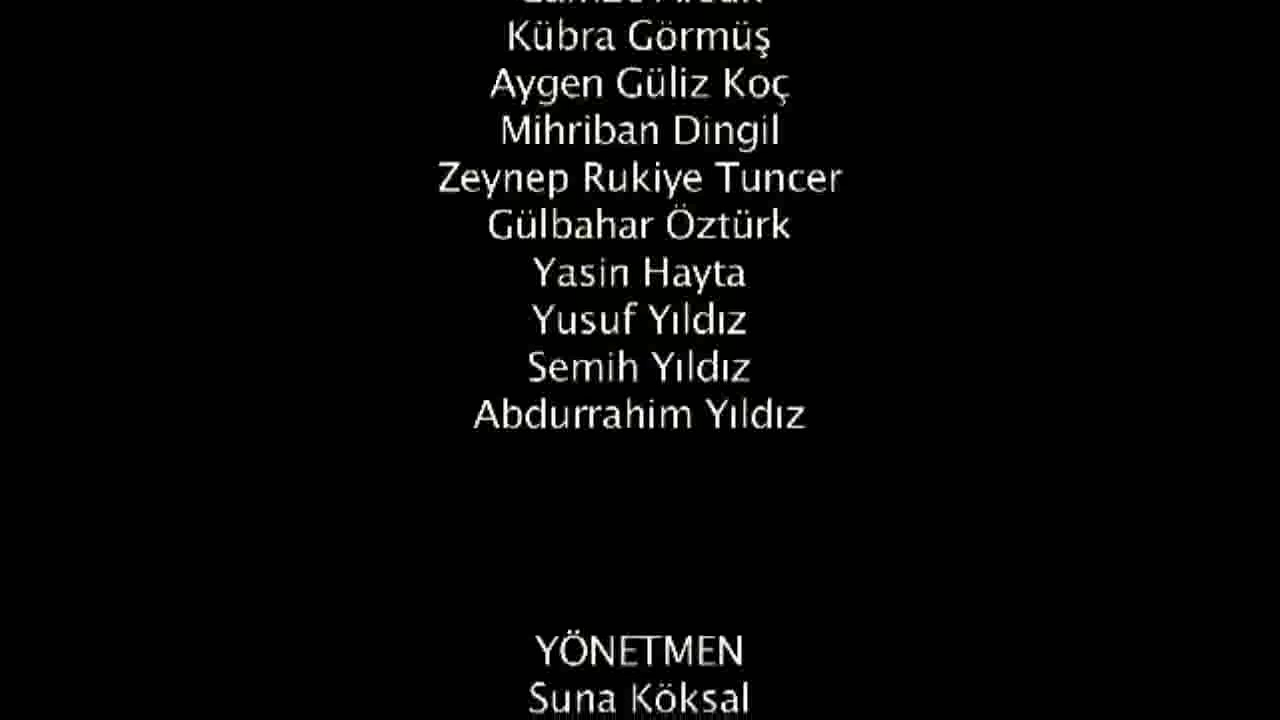 Kübra Görmüş
Aygen Güliz Koç
Mihriban Dingil
Zeynep Rukiye Tuncer
Gülbahar Öztürk
Yasin Hayta
Yusuf Yıldız
Semih Yıldız
Abdurrahim Yıldız
YÖNETMEN
Suna Köksal